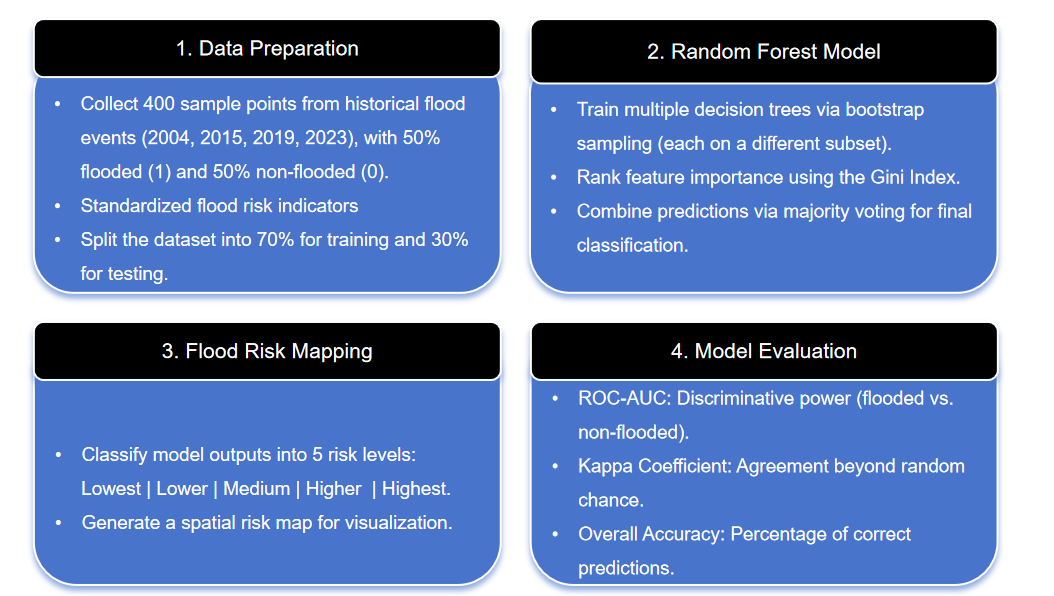 1. Data Preparation
• Collect 400 sample points from historical flood
events (2004, 2015, 2019, 2023), with 50%
flooded (1) and 50% non-flooded (0).
• Standardized flood risk indicators
• Split the dataset into 70% for training and 30%
for testing.
2. Random Forest Model
• Train multiple decision trees via bootstrap
sampling (each on a different subset).
• Rank feature importance using the Gini Index.
• Combine predictions via majority voting for final
classification.
3. Flood Risk Mapping
• Classify model outputs into 5 risk levels:
Lowest | Lower | Medium | Higher | Highest.
• Generate a spatial risk map for visualization.
4. Model Evaluation
• ROC-AUC: Discriminative power (flooded vs.
non-flooded).
• Kappa Coefficient: Agreement beyond random
chance.
• Overall Accuracy: Percentage of correct
predictions.